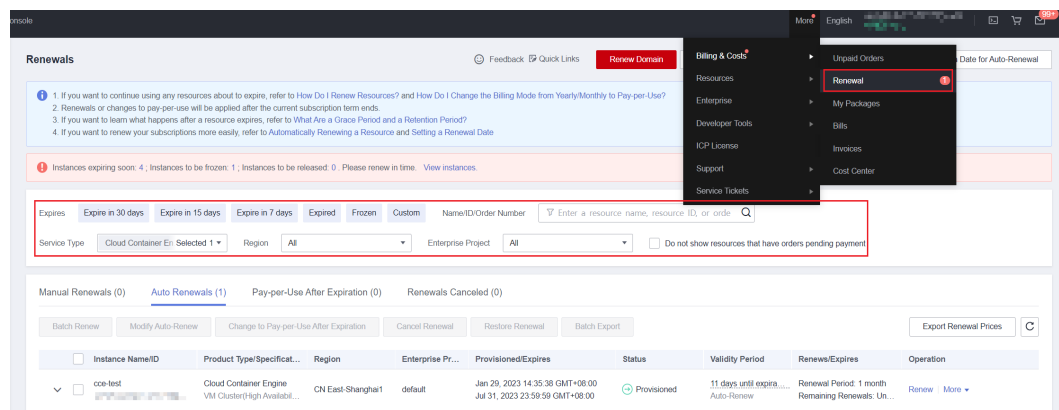 onsole More English 99+
Renewals Feedback Quick Links Renew Domain Date for Auto-Renewal
Billing & Costs
Resources
Enterprise
Developer Tools
ICP License
Support
Service Tickets
Unpaid Orders
Renewal 1
My Packages
Bills
Invoices
Cost Center
1. If you want to continue using any resources about to expire, refer to How Do I Renew Resources? and How Do I Change the Billing Mode from Yearly/Monthly to Pay-per-Use?
2. Renewals or changes to pay-per-use will be applied after the current subscription term ends.
3. If you want to learn what happens after a resource expires, refer to What Are a Grace Period and a Retention Period?
4. If you want to renew your subscriptions more easily, refer to Automatically Renewing a Resource and Setting a Renewal Date
Instances expiring soon: 4 ; Instances to be frozen: 1 ; Instances to be released: 0 . Please renew in time. View instances.
Expires Expire in 30 days Expire in 15 days Expire in 7 days Expired Frozen Custom Name/ID/Order Number Enter a resource name, resource ID, or orde
Service Type Cloud Container En Selected 1 Region All Enterprise Project All Do not show resources that have orders pending payment
Manual Renewals (0) Auto Renewals (1) Pay-per-Use After Expiration (0) Renewals Canceled (0)
Batch Renew Modify Auto-Renew Change to Pay-per-Use After Expiration Cancel Renewal Restore Renewal Batch Export Export Renewal Prices
Instance Name/ID Product Type/Specificat... Region Enterprise Pr... Provisioned/Expires Status Validity Period Renews/Expires Operation
cce-test Cloud Container Engine CN East-Shanghai1 default Jan 29, 2023 14:35:38 GMT+08:00 Provisioned 11 days until expira... Renewal Period: 1 month Renew More
VM Cluster(High Availabil... Jul 31, 2023 23:59:59 GMT+08:00 Auto-Renew Remaining Renewals: Un...